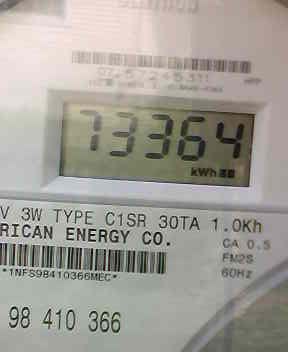 73364
kWh
V 3W TYPE C1SR 30TA 1.0Kh
RICAN ENERGY CO.
CA 0.5
FM2S
60Hz
*1NFS98410366MEC*
98 410 366